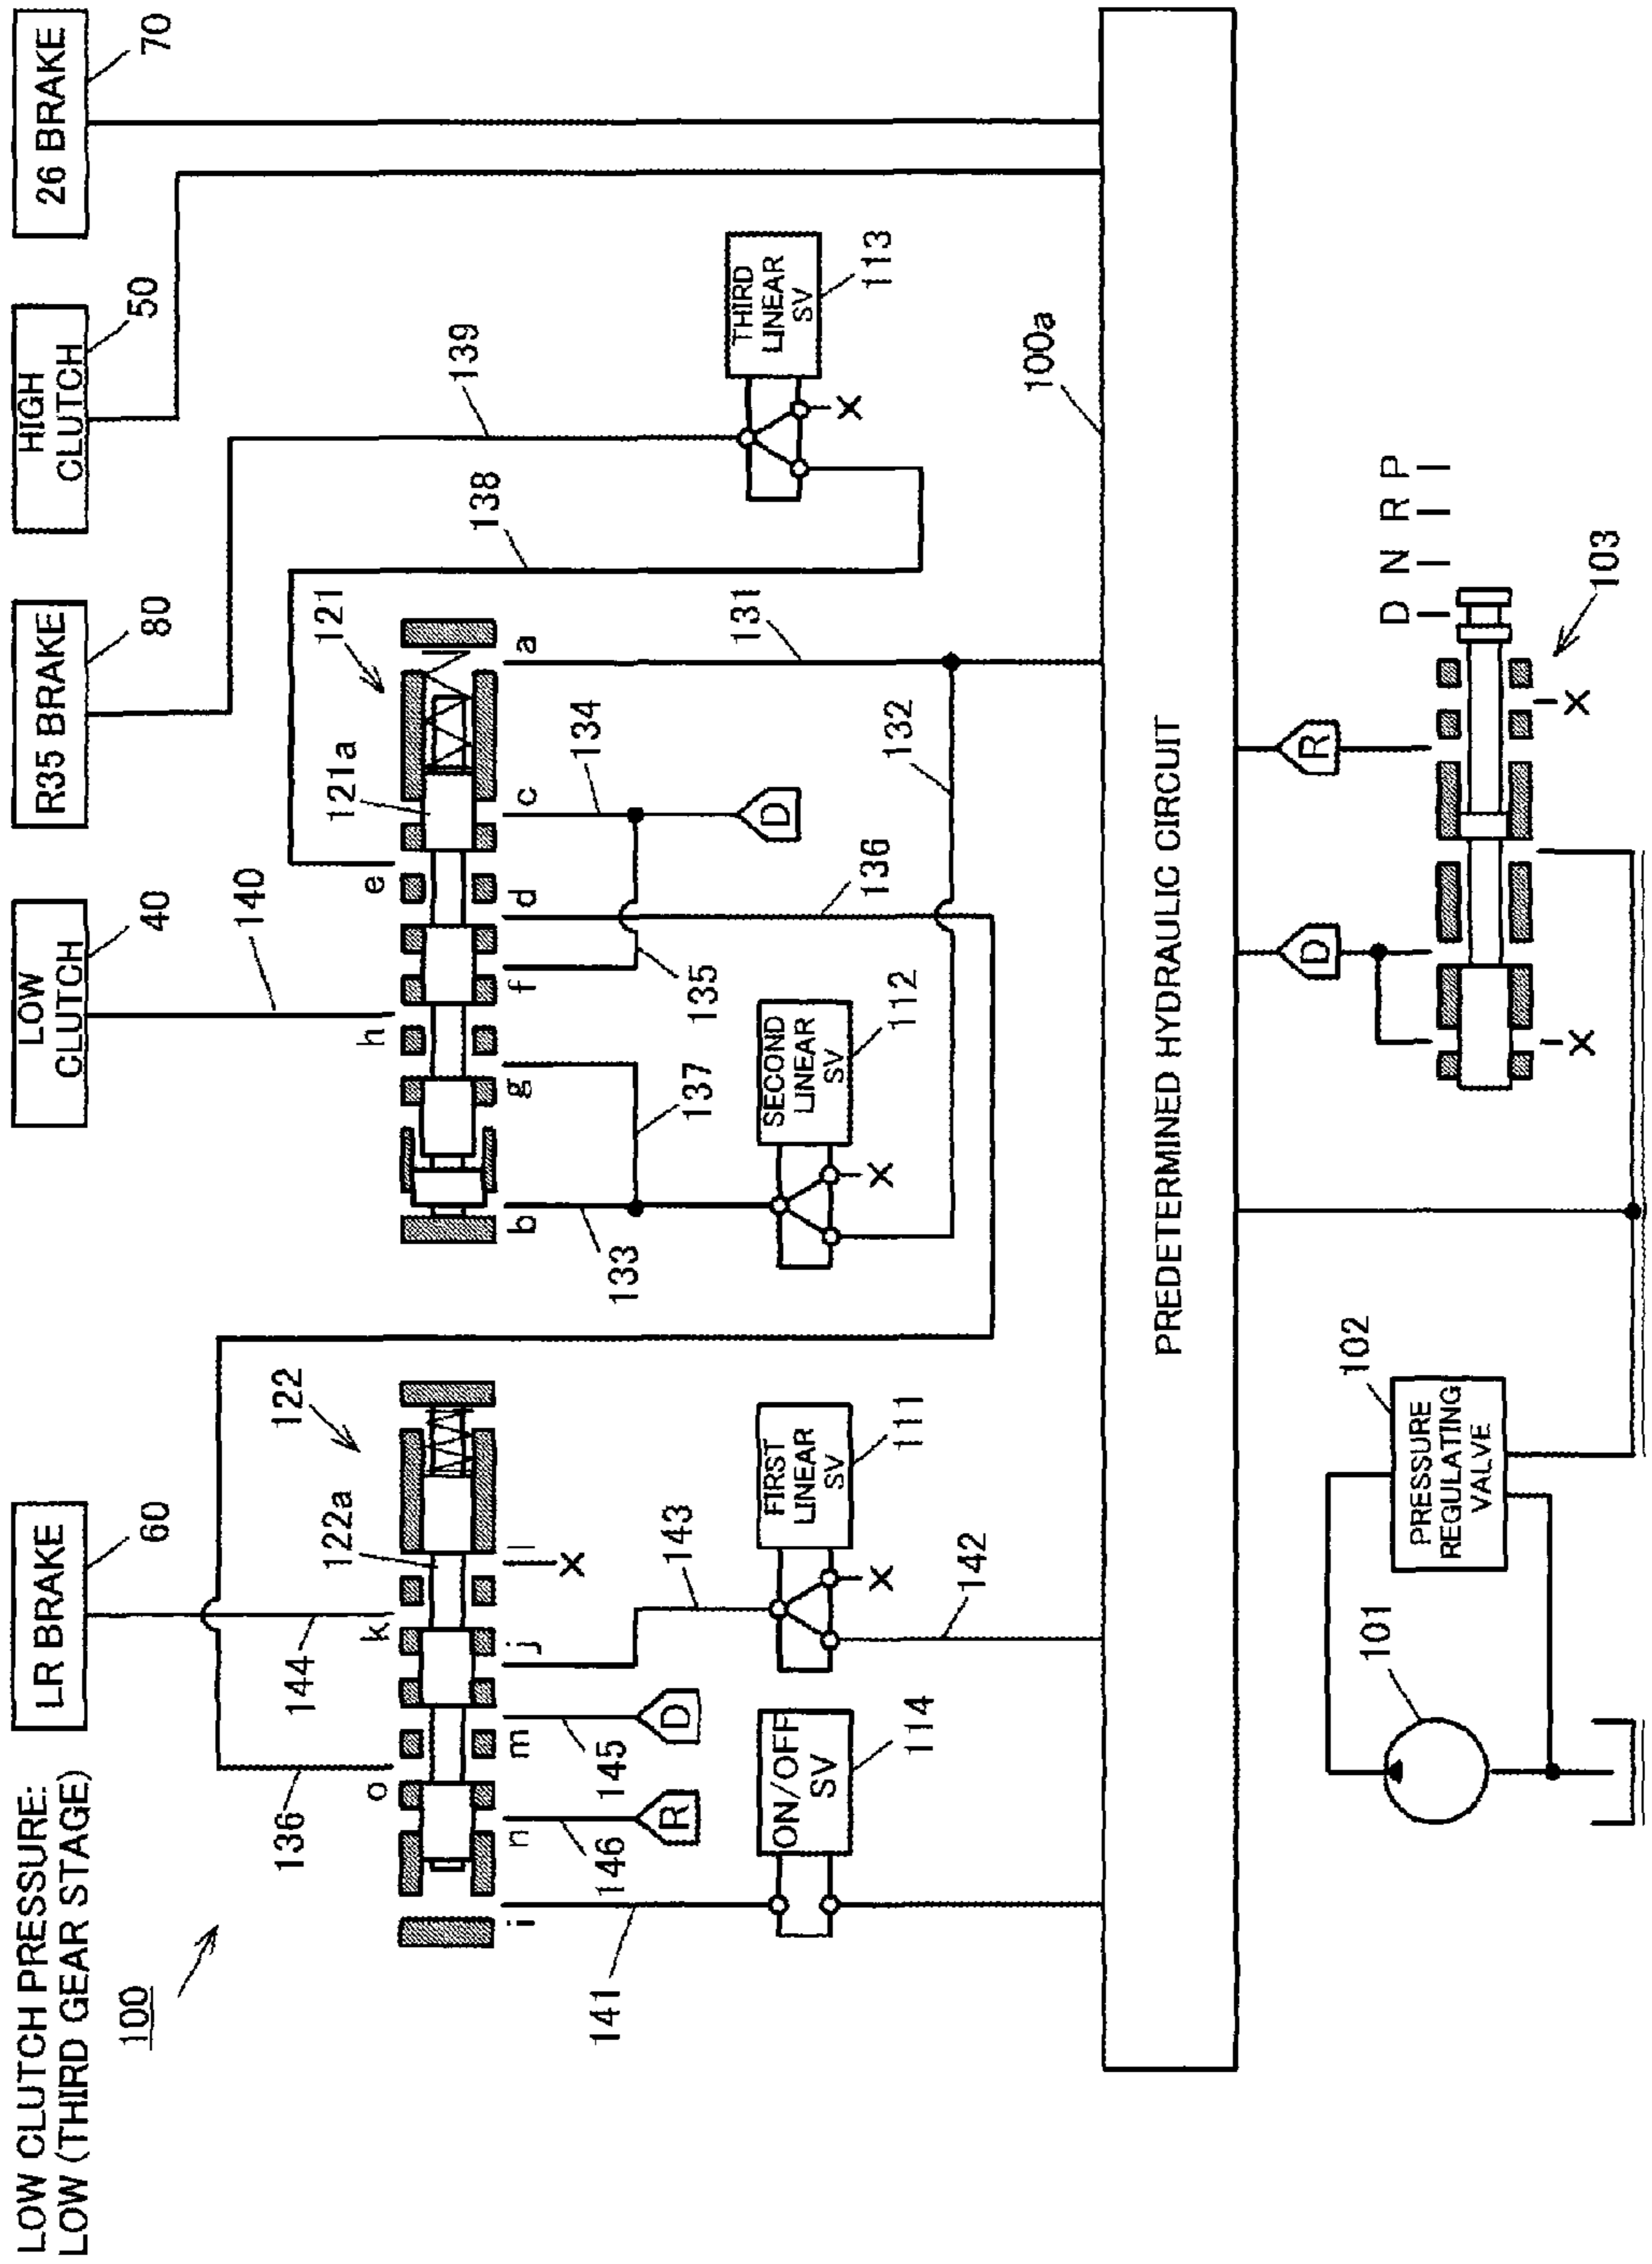 LOW CLUTCH PRESSURE:
LOW (THIRD GEAR STAGE)
100
LR BRAKE
60
LOW
CLUTCH
40
R35 BRAKE
80
HIGH
CLUTCH
50
26 BRAKE
70
136
144
140
139
138
122
122a
121
121a
o
k
h
e
i
n
m
j
l
b
g
f
d
c
a
X
141
146
145
143
133
137
135
136
134
131
132
R
D
D
ON/OFF
SV
114
FIRST
LINEAR
SV
111
X
142
SECOND
LINEAR
SV
112
X
THIRD
LINEAR
SV
113
X
100a
PREDETERMINED HYDRAULIC CIRCUIT
101
PRESSURE
REGULATING
VALVE
102
D
R
X
X
D N R P
103